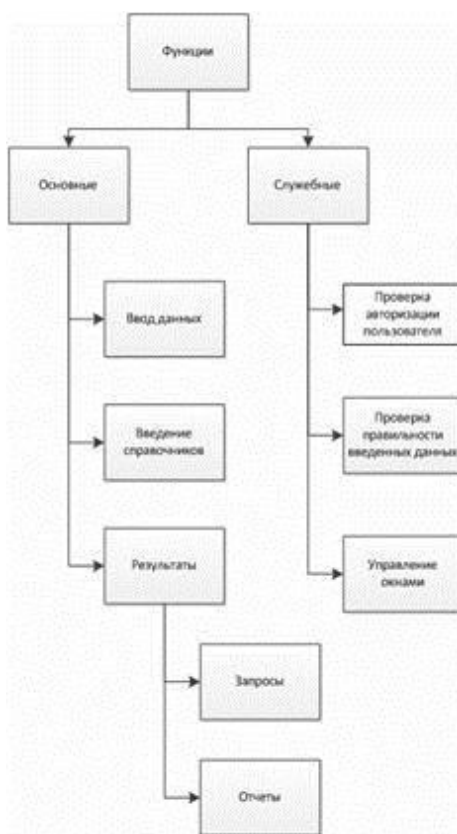 Функции
Основные
Служебные
Ввод данных
Проверка
авторизации
пользователя
Введение
справочников
Проверка
правильности
введенных данных
Результаты
Управление
окнами
Запросы
Отчеты